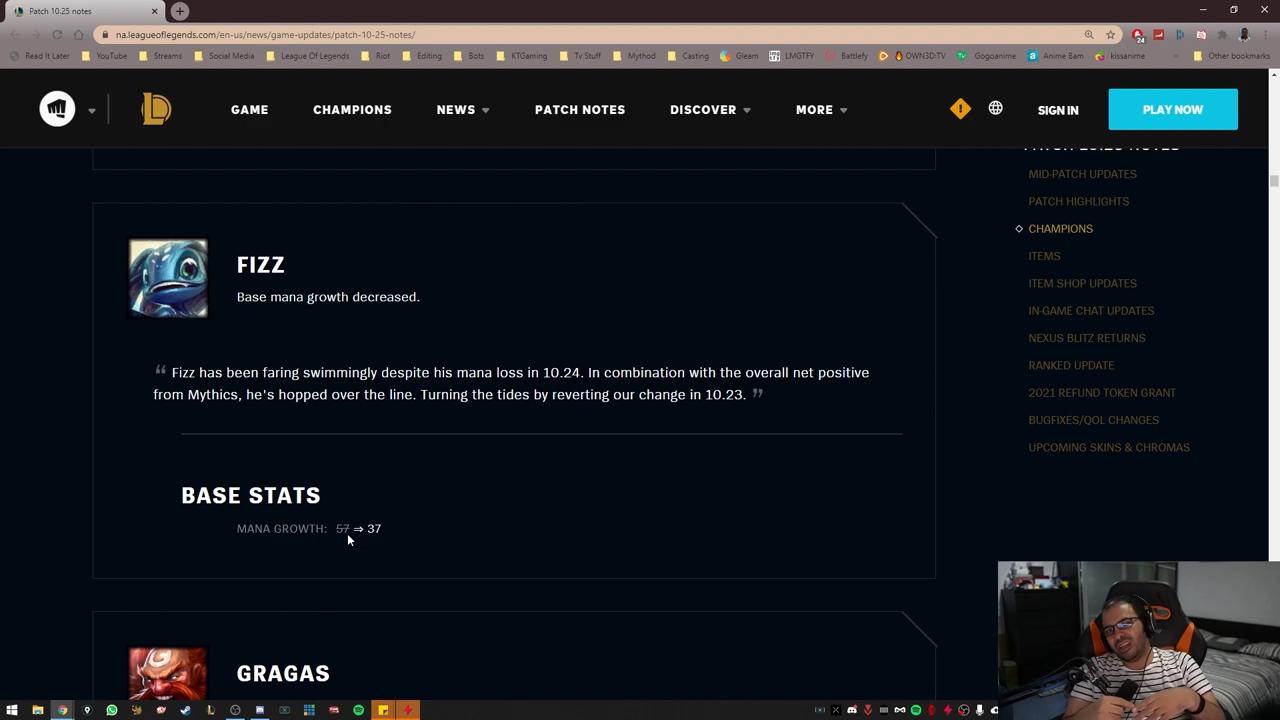 Patch 10.25 notes
na.leagueoflegends.com/en-us/news/game-updates/patch-10-25-notes/
24
Read It Later YouTube Streams Social Media League Of Legends Riot Editing Bots KTGaming Tv Stuff Mythod Casting Gleam LMGTFY Battlefy OWN3D:TV Gogoanime Anime Bam kissanime » Other bookmarks
GAME CHAMPIONS NEWS PATCH NOTES DISCOVER MORE SIGN IN PLAY NOW
MID-PATCH UPDATES
PATCH HIGHLIGHTS
CHAMPIONS
ITEMS
ITEM SHOP UPDATES
IN-GAME CHAT UPDATES
NEXUS BLITZ RETURNS
RANKED UPDATE
2021 REFUND TOKEN GRANT
BUGFIXES/QOL CHANGES
UPCOMING SKINS & CHROMAS
FIZZ
Base mana growth decreased.
“ Fizz has been faring swimmingly despite his mana loss in 10.24. In combination with the overall net positive
from Mythics, he's hopped over the line. Turning the tides by reverting our change in 10.23. ”
BASE STATS
MANA GROWTH: 57 ⇒ 37
GRAGAS